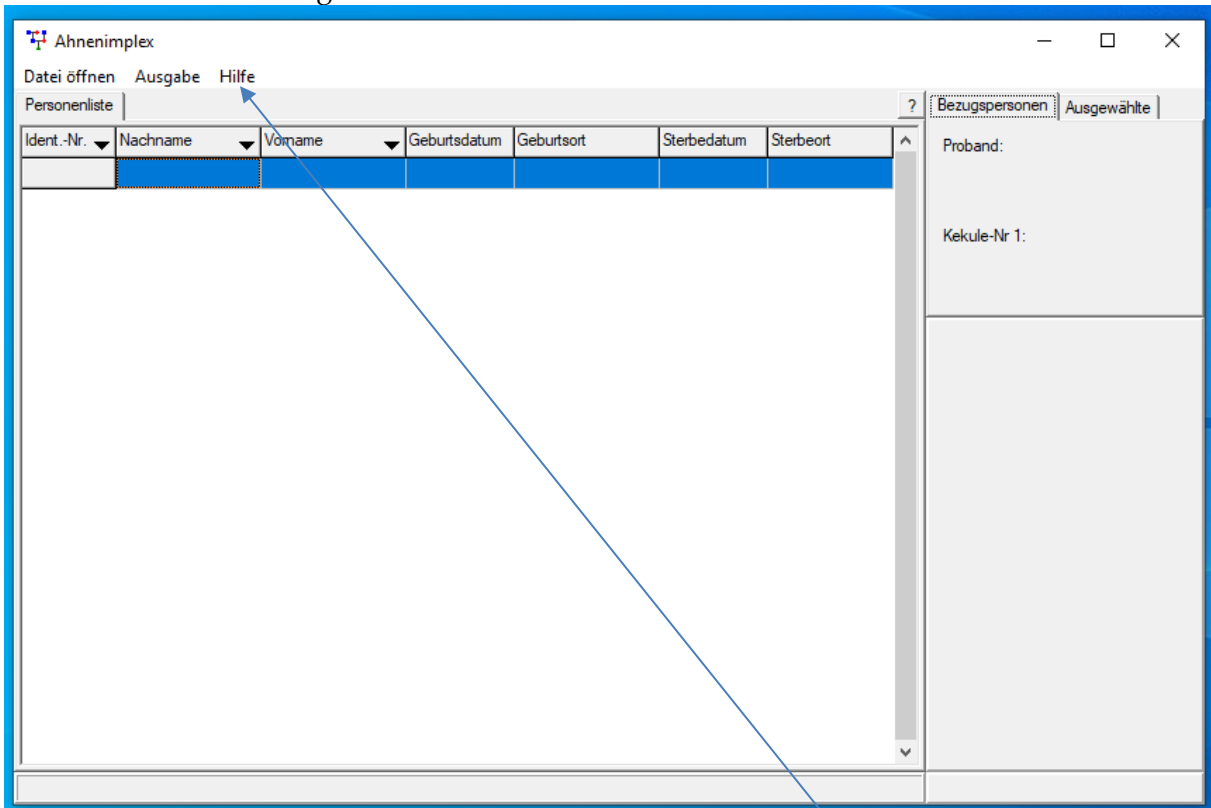 Ahnenimplex
Datei öffnen Ausgabe Hilfe
Personenliste ? Bezugspersonen Ausgewählte
Ident.-Nr. Nachname Vorname Geburtsdatum Geburtsort Sterbedatum Sterbeort
Proband:
Kekule-Nr 1: